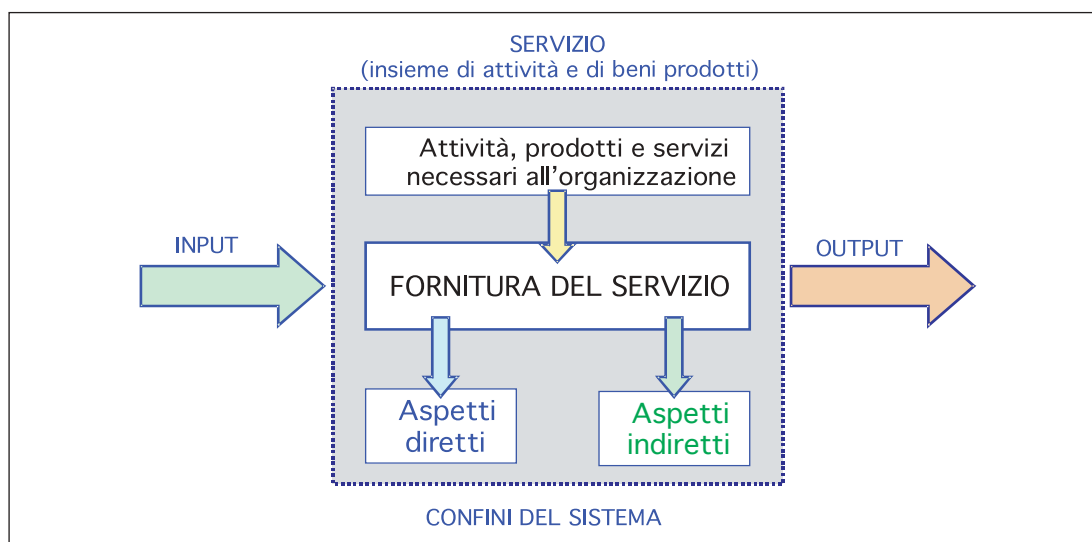 SERVIZIO
(insieme di attività e di beni prodotti)
Attività, prodotti e servizi
necessari all'organizzazione
INPUT
FORNITURA DEL SERVIZIO
OUTPUT
Aspetti
diretti
Aspetti
indiretti
CONFINI DEL SISTEMA